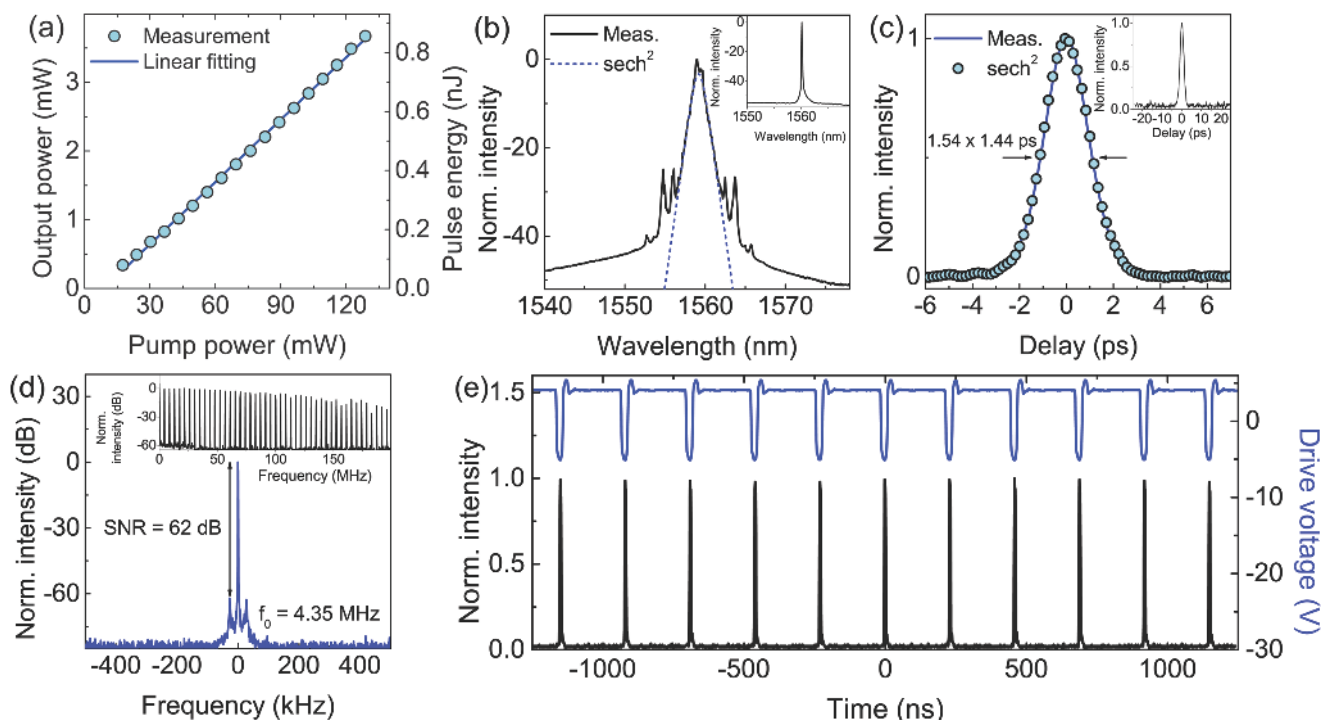 (a)
Measurement
Linear fitting
Output power (mW)
3
2
1
0
0 30 60 90 120
Pump power (mW)
0.8
0.6
0.4
0.2
0.0
Pulse energy (nJ)
(b)
Meas.
sech²
Norm. intensity
0
-20
-40
1540 1550 1560 1570
Wavelength (nm)
Norm. intensity
0
-20
-40
1550 1560
Wavelength (nm)
(c)
Meas.
sech²
1.54 x 1.44 ps
Norm. intensity
1
0
-6 -4 -2 0 2 4 6
Delay (ps)
Norm. intensity
1.0
0.5
0.0
-20 -10 0 10 20
Delay (ps)
(d)
Norm. intensity (dB)
30
0
-30
-60
SNR = 62 dB
f₀ = 4.35 MHz
-400 -200 0 200 400
Frequency (kHz)
Norm.
intensity (dB)
0
-30
-60
0 50 100 150
Frequency (MHz)
(e)
Norm. intensity
1.5
1.0
0.5
0.0
-1000 -500 0 500 1000
Time (ns)
0
-5
-10
-15
-20
-25
-30
Drive voltage (V)